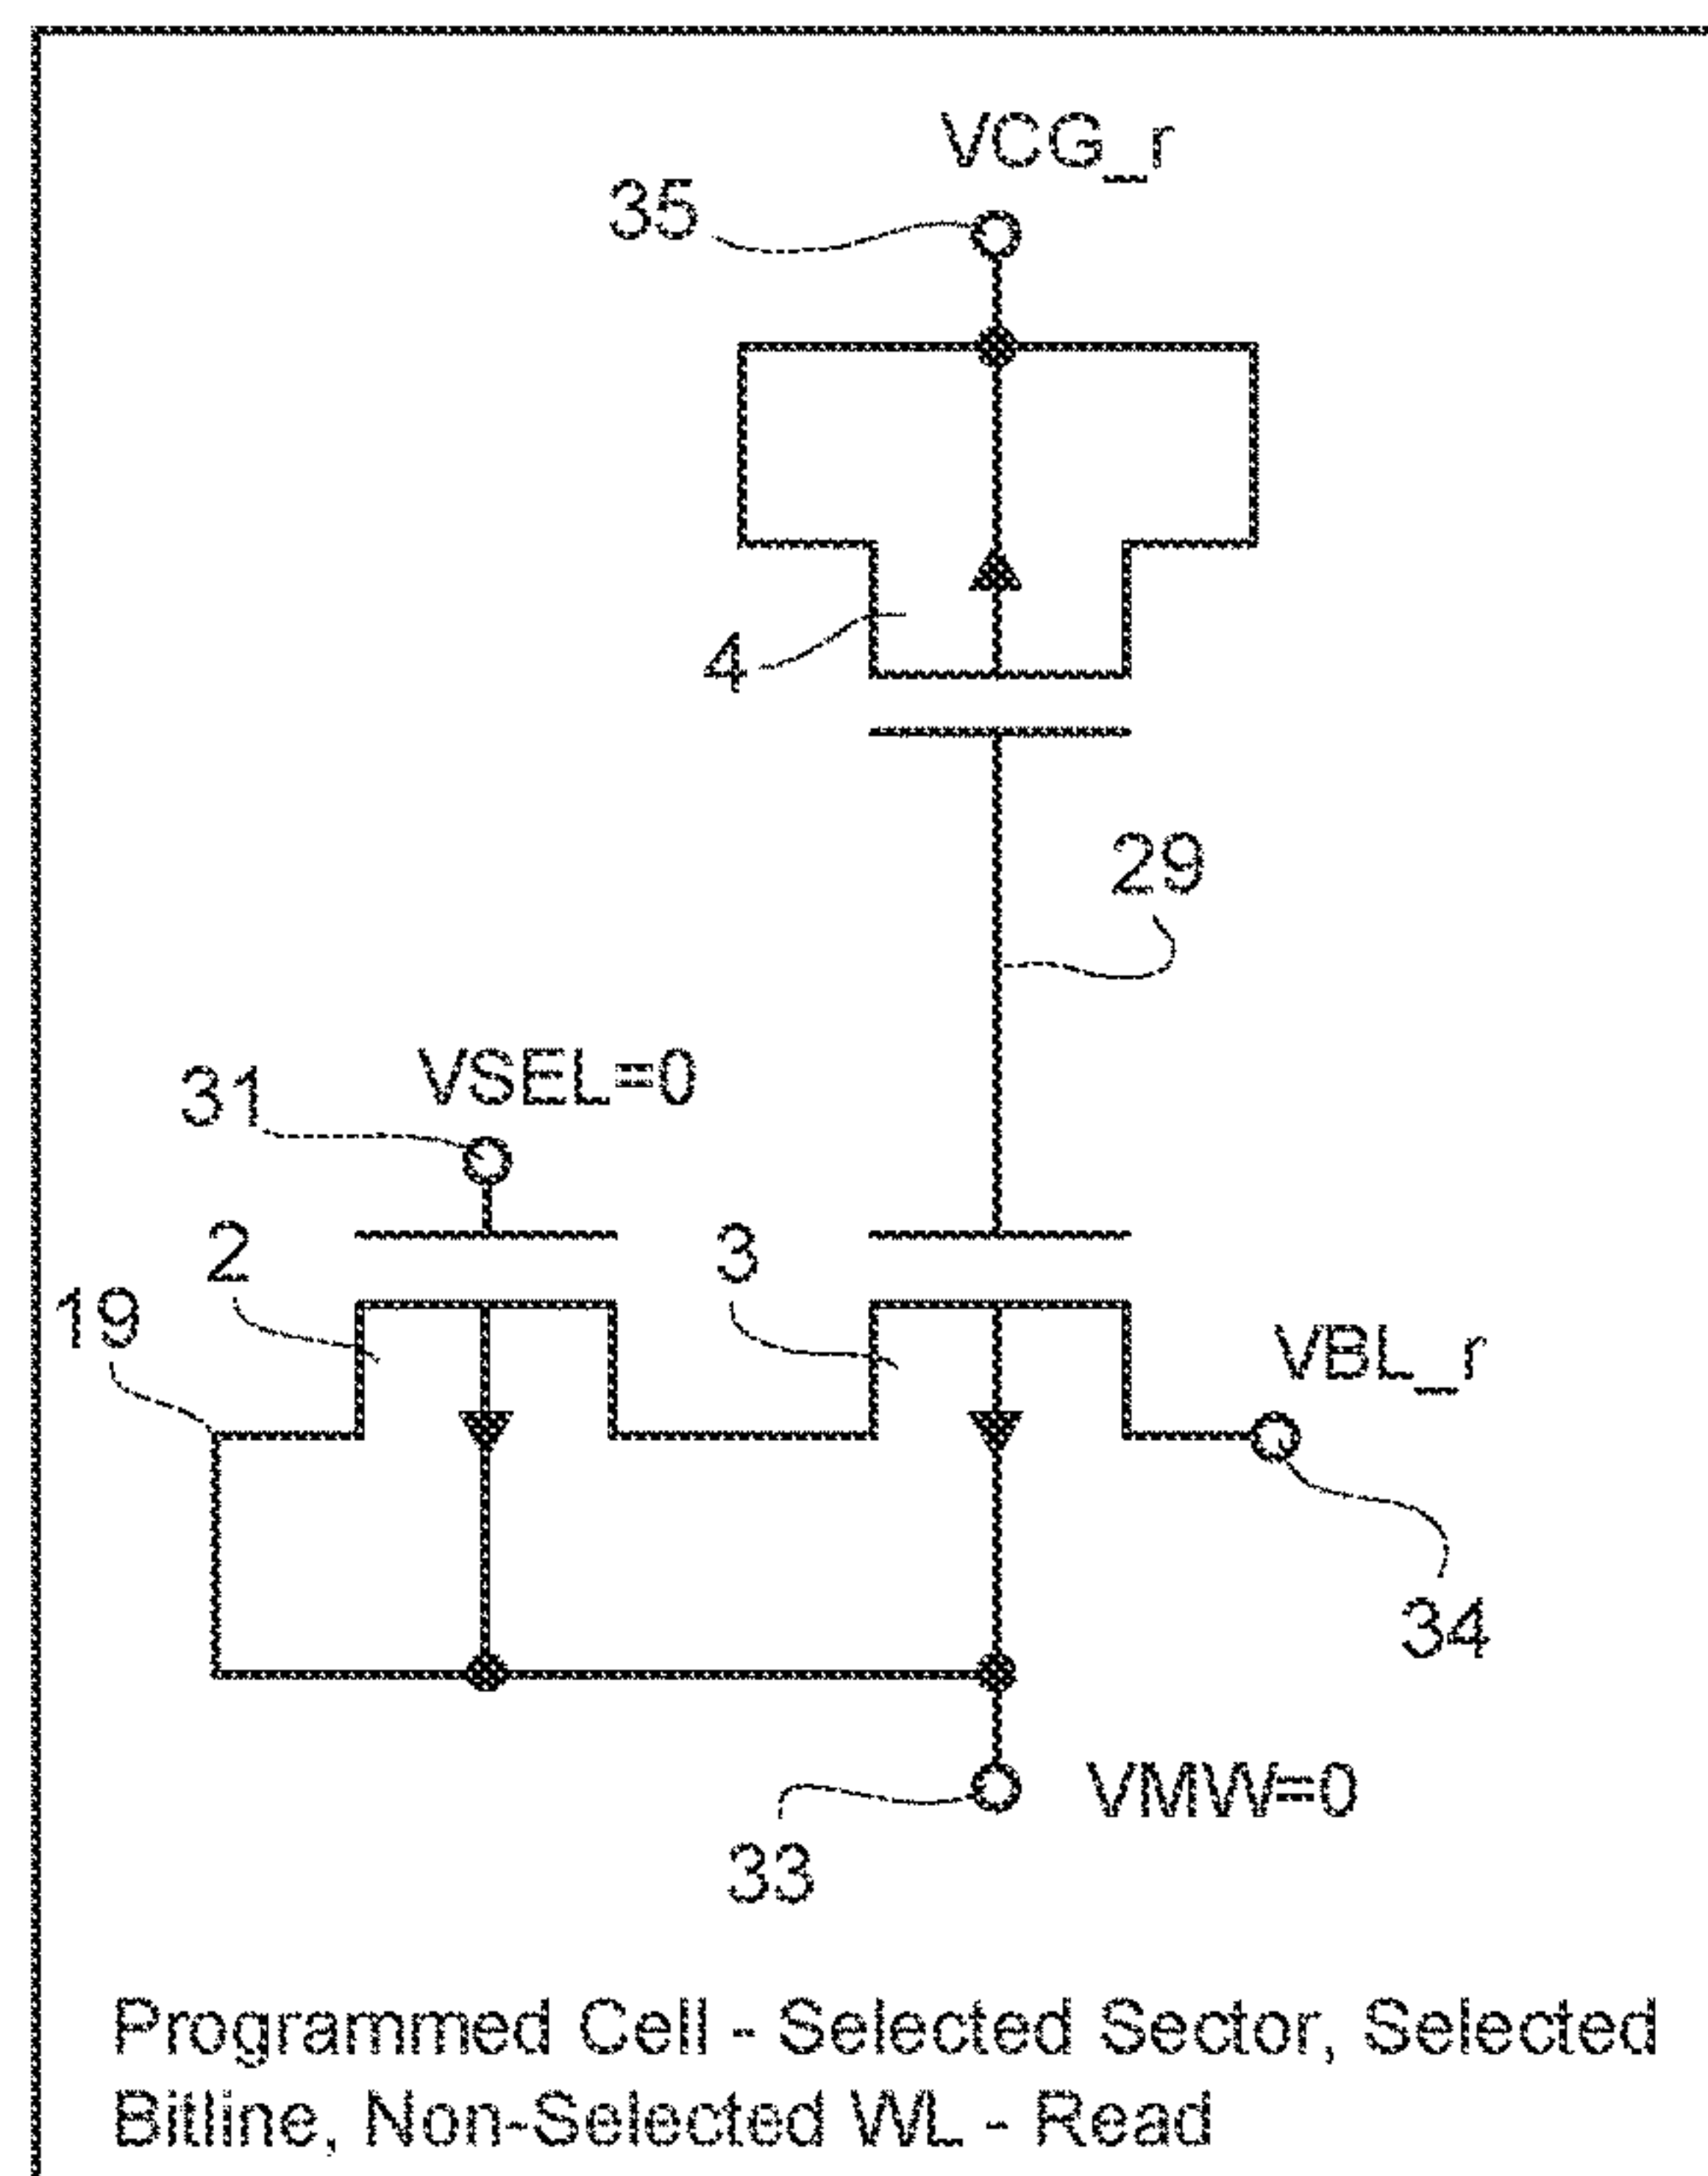 VCG_r
35
4
29
VSEL=0
31
2
3
19
VBL_r
34
VMW=0
33
Programmed Cell - Selected Sector, Selected
Bitline, Non-Selected WL - Read